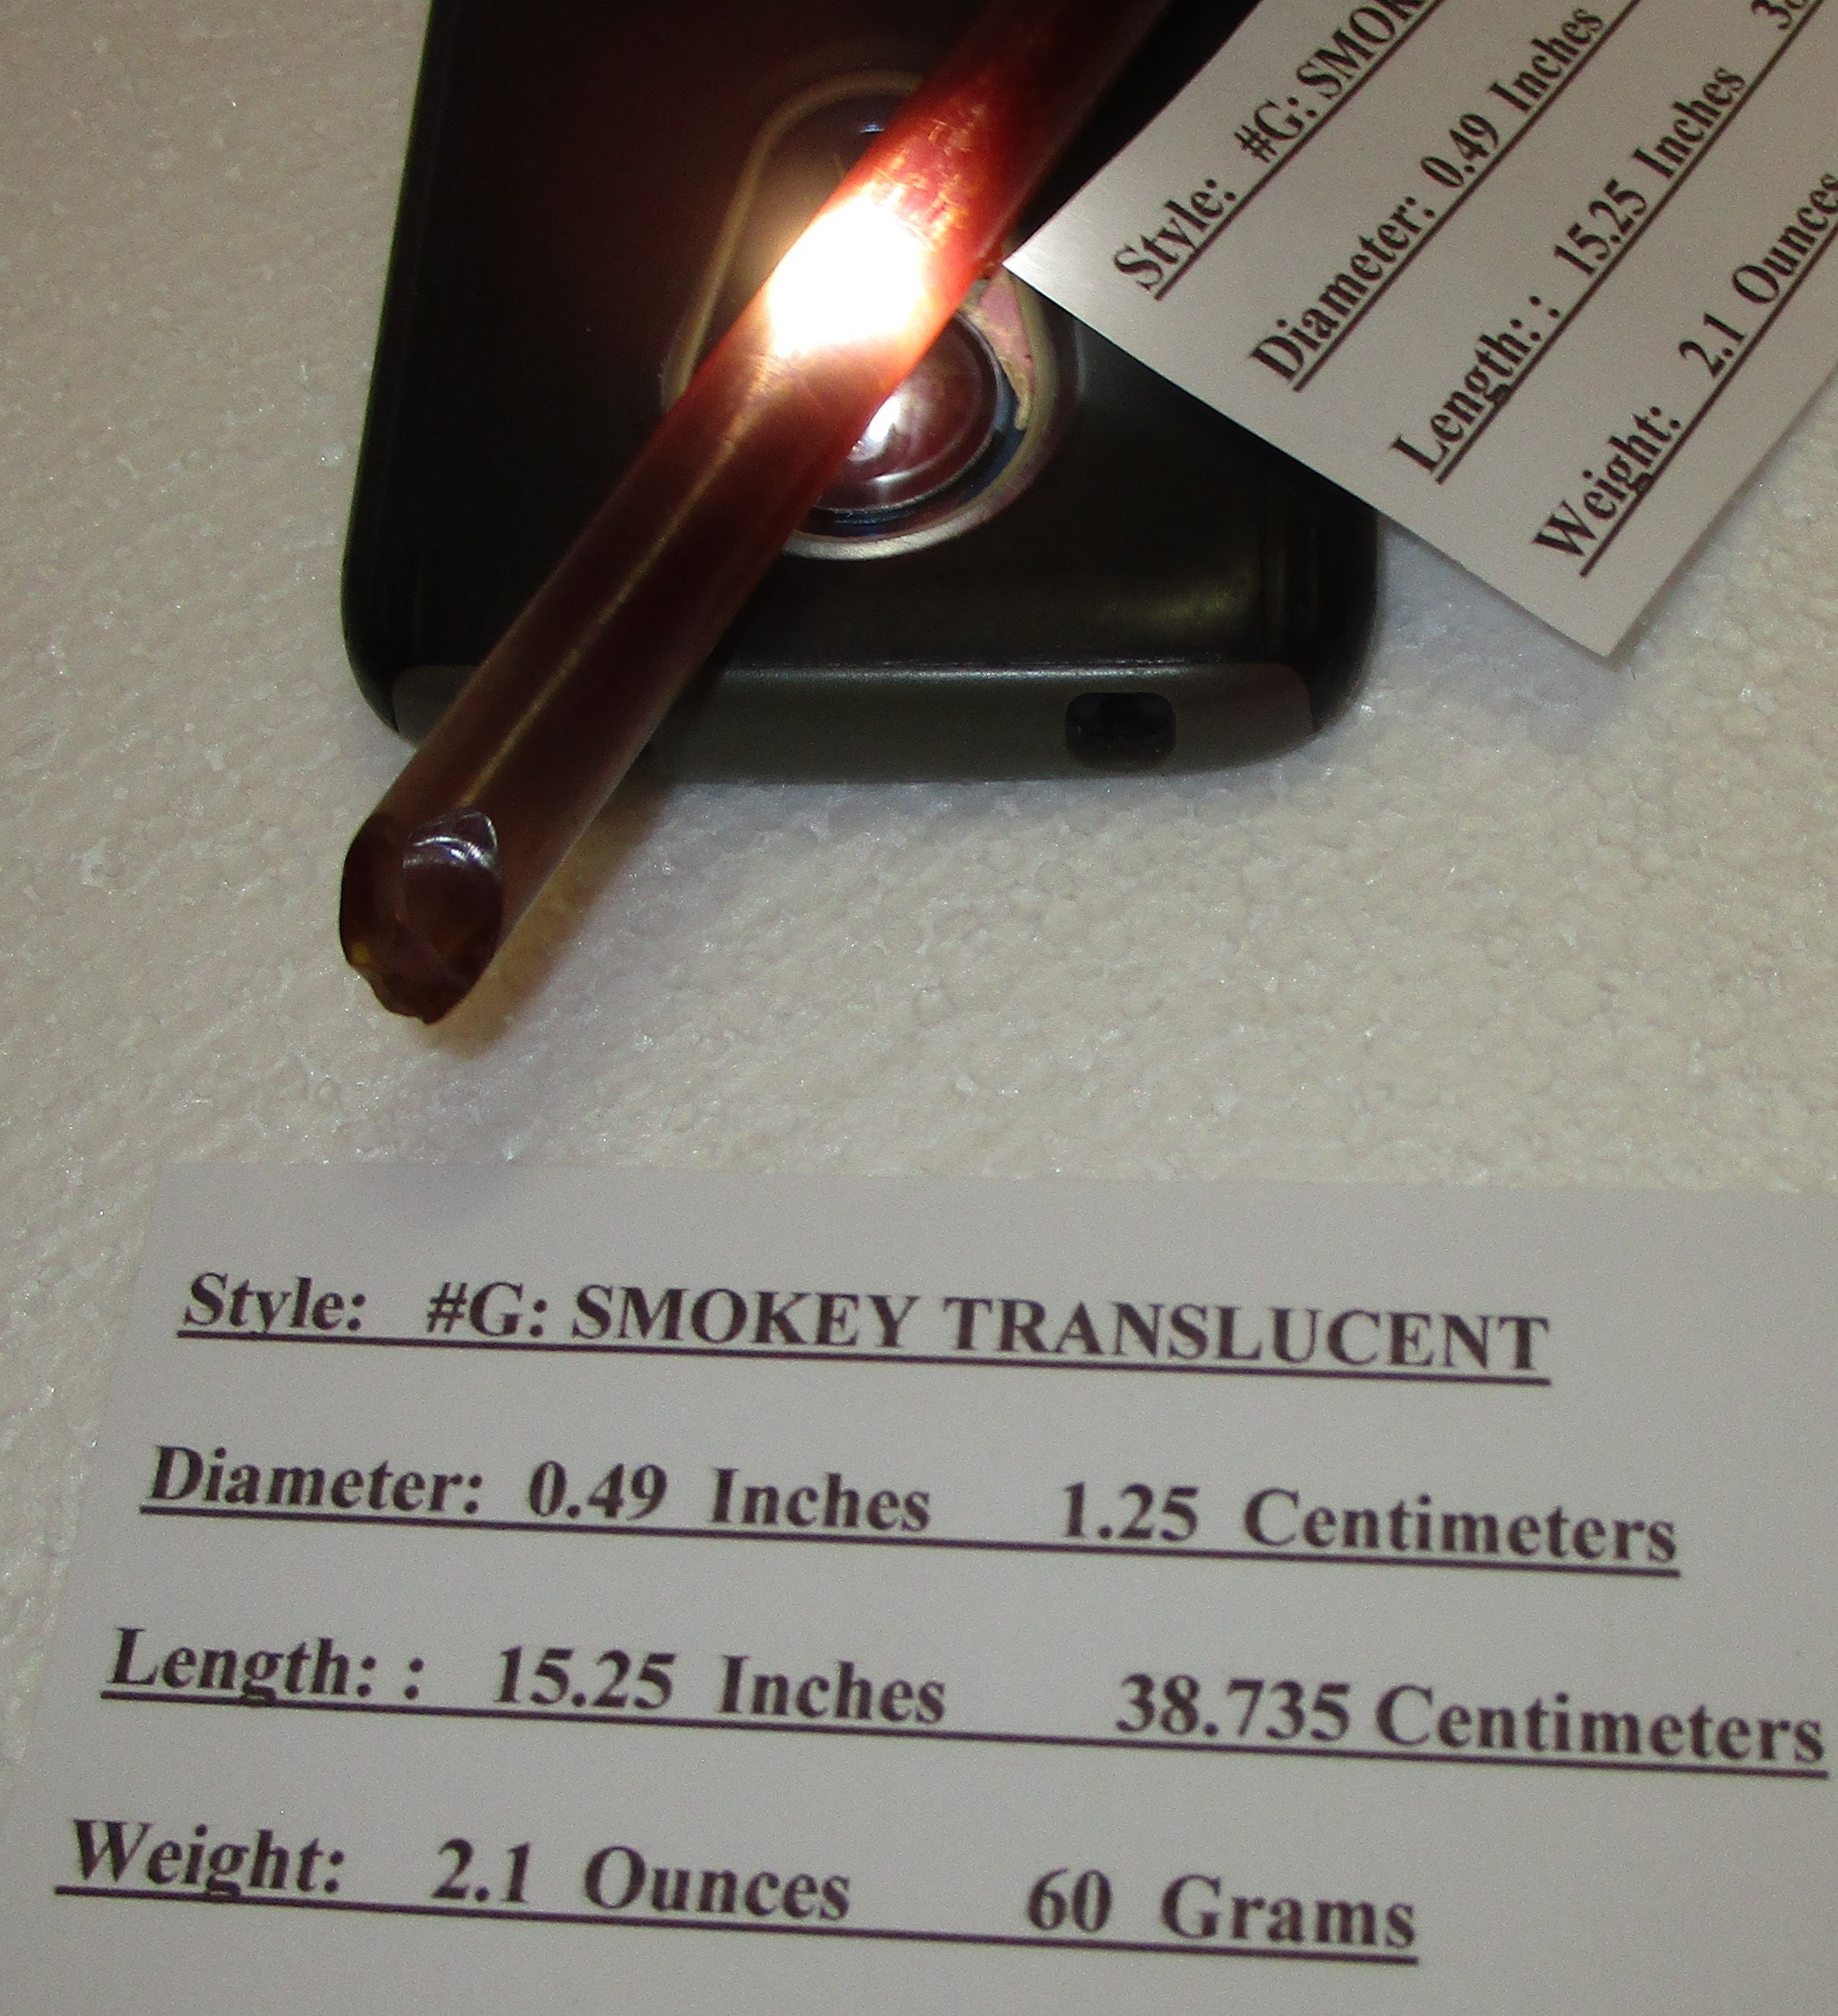 Style: #G: SMOK
Diameter: 0.49 Inches
Length: : 15.25 Inches
Weight: 2.1 Ounces
Style: #G: SMOKEY TRANSLUCENT
Diameter: 0.49 Inches 1.25 Centimeters
Length: : 15.25 Inches 38.735 Centimeters
Weight: 2.1 Ounces 60 Grams